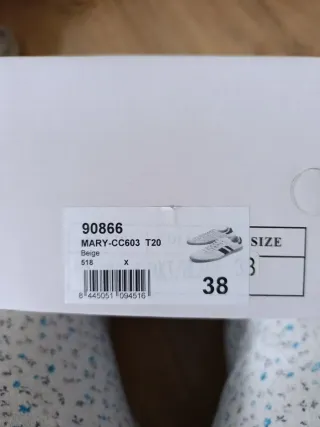 90866
MARY-CC603 T20
Beige
518 X
8 445051 094516
38
SIZE